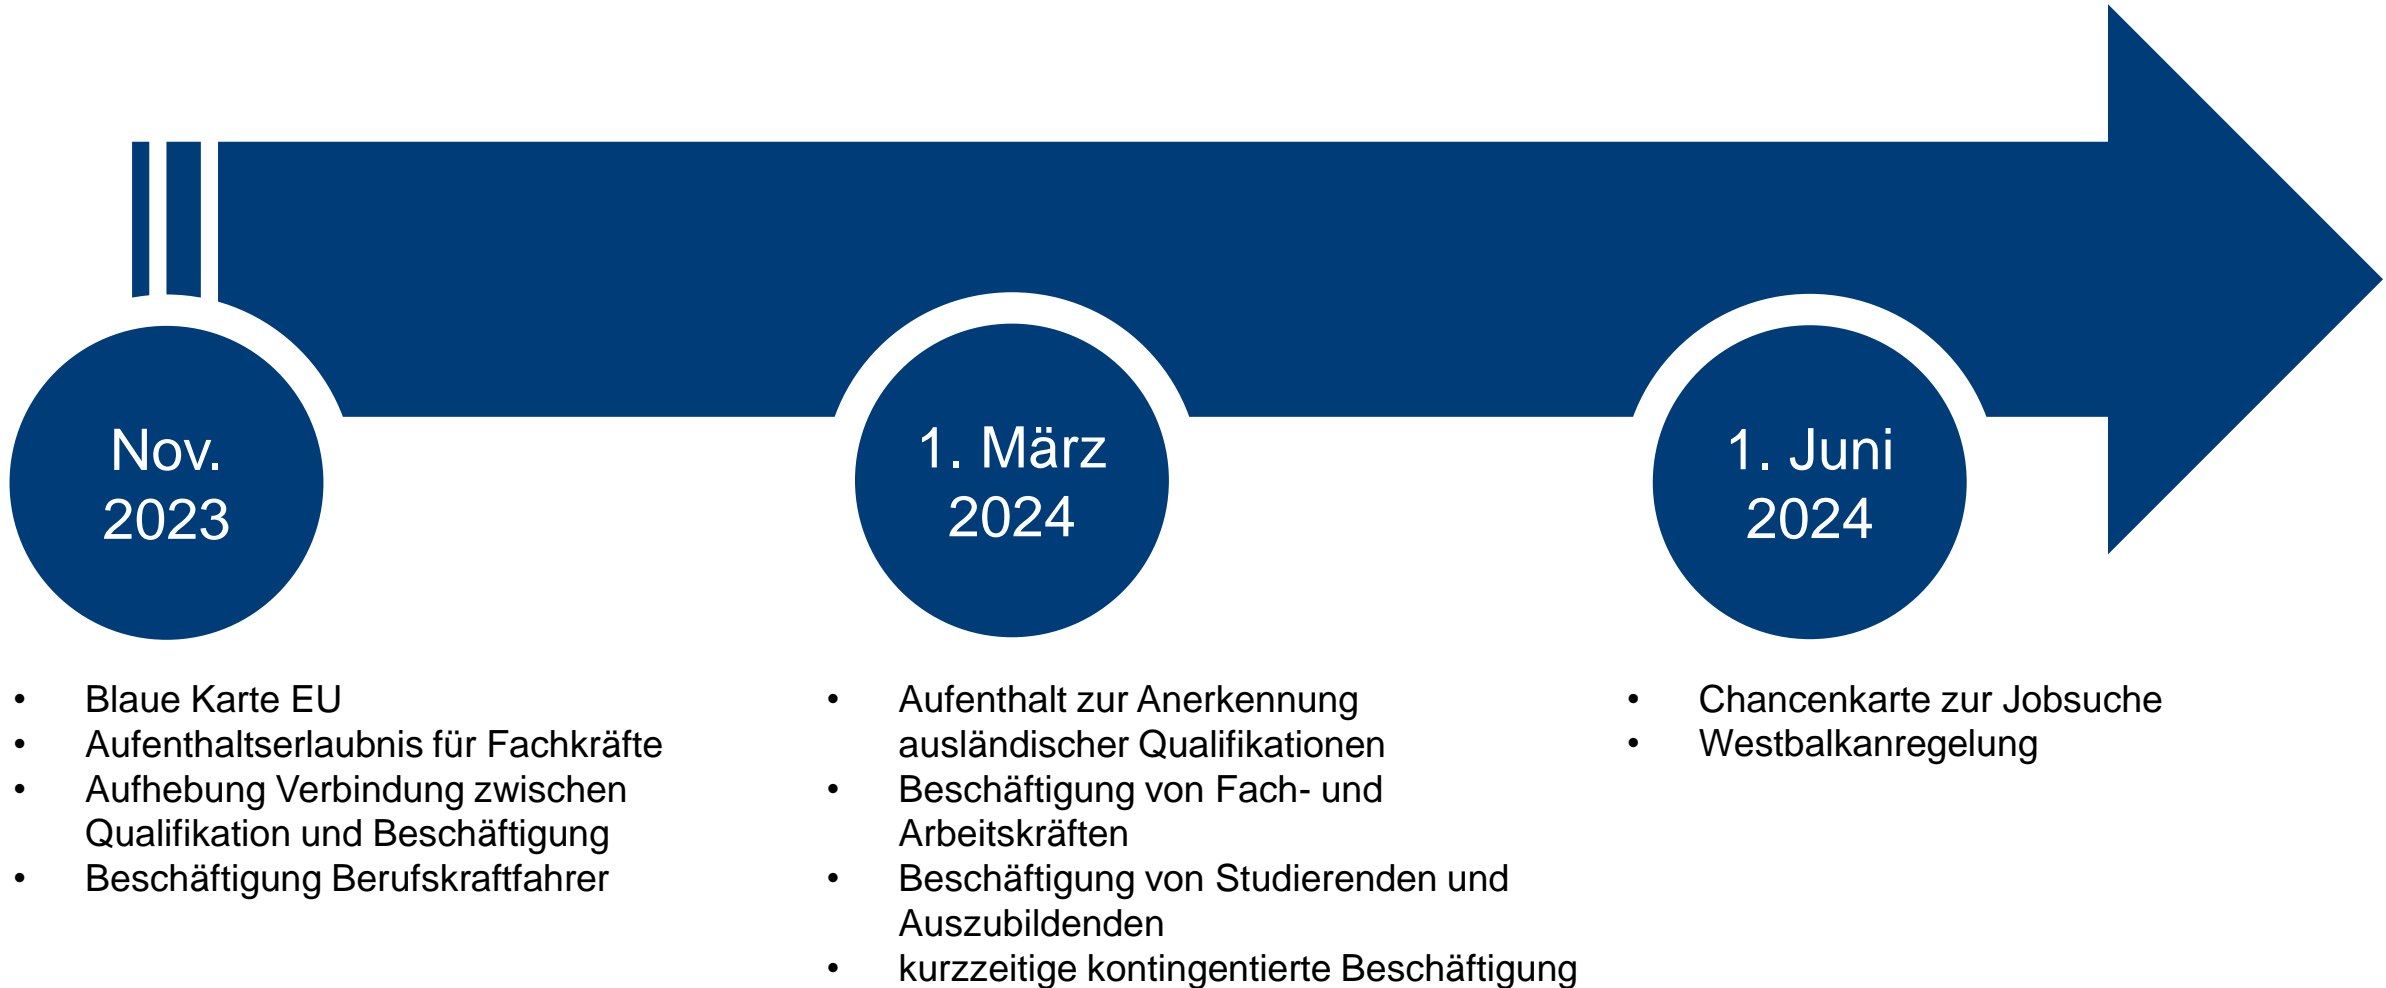 Nov.
2023
1. März
2024
1. Juni
2024
• Blaue Karte EU
• Aufenthaltserlaubnis für Fachkräfte
• Aufhebung Verbindung zwischen
Qualifikation und Beschäftigung
• Beschäftigung Berufskraftfahrer
• Aufenthalt zur Anerkennung
ausländischer Qualifikationen
• Beschäftigung von Fach- und
Arbeitskräften
• Beschäftigung von Studierenden und
Auszubildenden
• kurzzeitige kontingentierte Beschäftigung
• Chancenkarte zur Jobsuche
• Westbalkanregelung